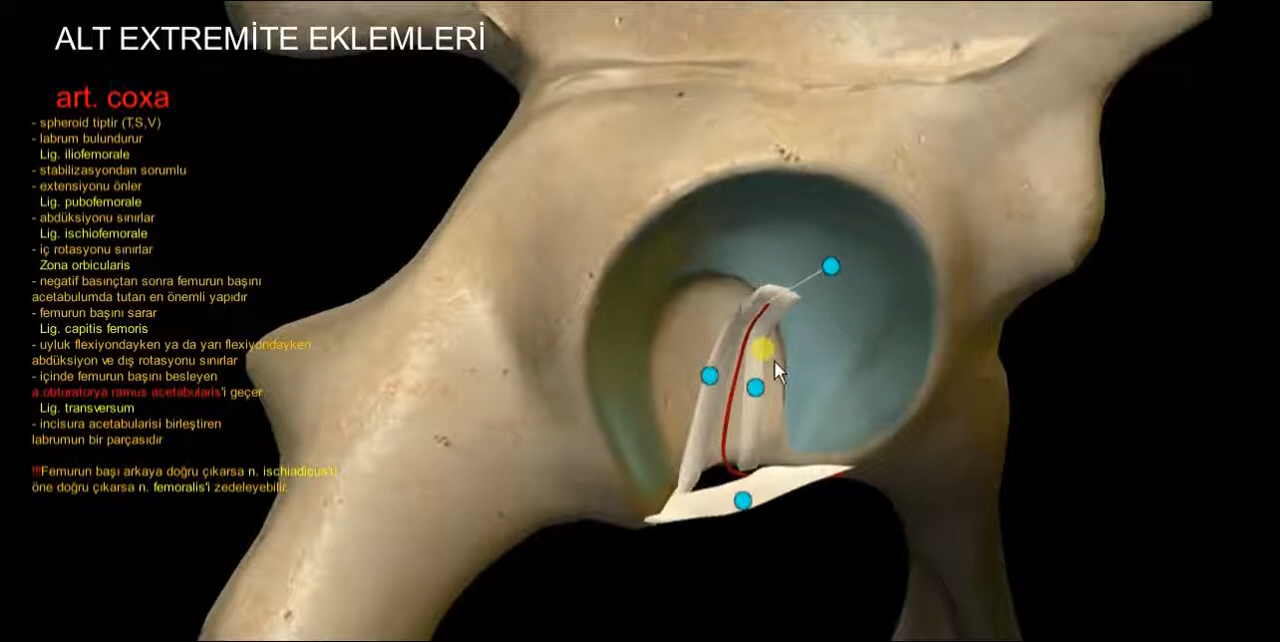 ALT EXTREMİTE EKLEMLERİ
art. coxa
- spheroid tiptir (T,S,V)
- labrum bulundurur
Lig. iliofemorale
- stabilizasyondan sorumlu
- extensiyonu önler
Lig. pubofemorale
- abdüksiyonu sınırlar
Lig. ischiofemorale
- iç rotasyonu sınırlar
Zona orbicularis
- negatif basınçtan sonra femurun başını
acetabulumda tutan en önemli yapıdır
- femurun başını sarar
Lig. capitis femoris
- uyluk flexiyondayken ya da yarı flexiyondayken
abdüksiyon ve dış rotasyonu sınırlar
- içinde femurun başını besleyen
a.obturatorya ramus acetabularis'i geçer
Lig. transversum
- incisura acetabularisi birleştiren
labrumun bir parçasıdır
!!!Femurun başı arkaya doğru çıkarsa n. ischiadicus'u
öne doğru çıkarsa n. femoralis'i zedeleyebilir.